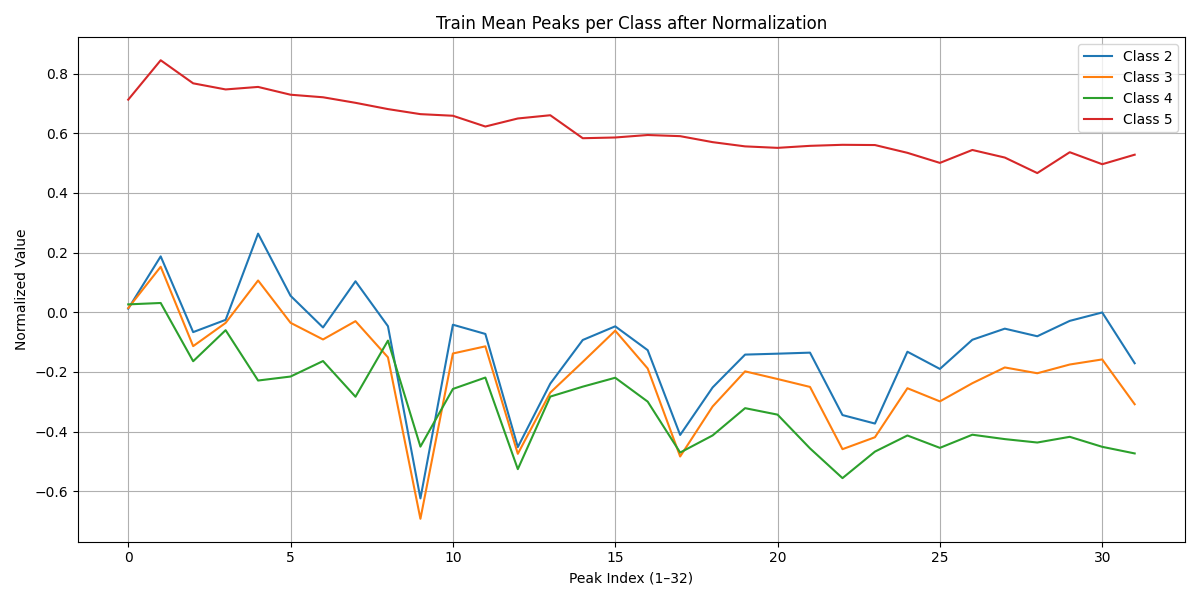 Train Mean Peaks per Class after Normalization
Class 2
Class 3
Class 4
Class 5
Normalized Value
0.8
0.6
0.4
0.2
0.0
−0.2
−0.4
−0.6
0 5 10 15 20 25 30
Peak Index (1–32)